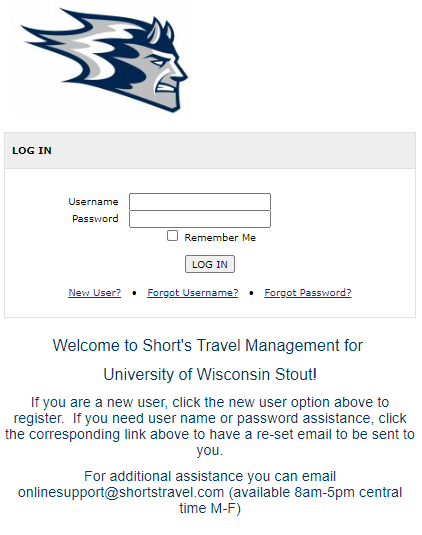 LOG IN
Username
Password
Remember Me
LOG IN
New User? • Forgot Username? • Forgot Password?
Welcome to Short's Travel Management for
University of Wisconsin Stout!
If you are a new user, click the new user option above to
register.  If you need user name or password assistance, click
the corresponding link above to have a re-set email to be sent to
you.
For additional assistance you can email
onlinesupport@shortstravel.com (available 8am-5pm central
time M-F)